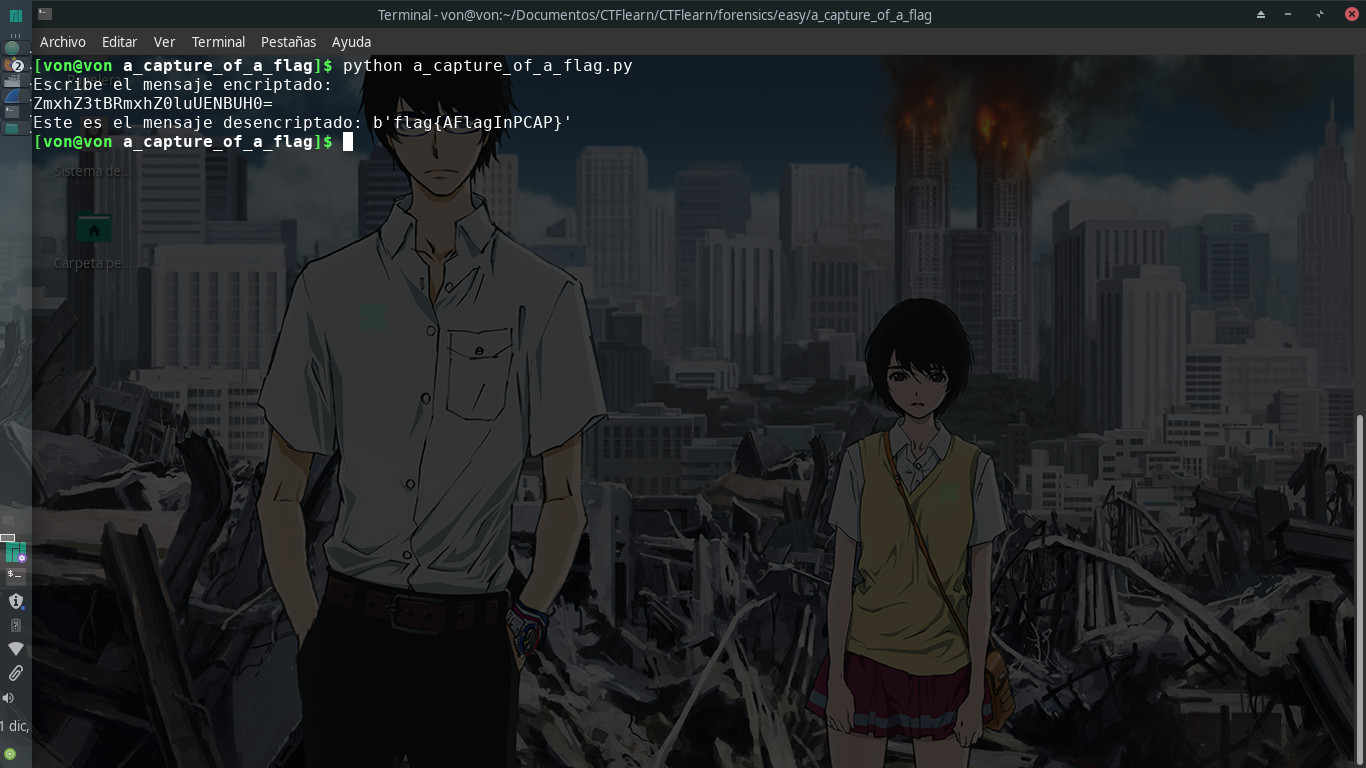 Terminal - von@von:~/Documentos/CTFlearn/CTFlearn/forensics/easy/a_capture_of_a_flag
Archivo Editar Ver Terminal Pestañas Ayuda
[von@von a_capture_of_a_flag]$ python a_capture_of_a_flag.py
Escribe el mensaje encriptado:
ZmxhZ3tBRmxhZ0luUENBUH0=
Este es el mensaje desencriptado: b'flag{AFlagInPCAP}'
[von@von a_capture_of_a_flag]$
Sistema de...
Carpeta pe...
2
$_
1 dic,